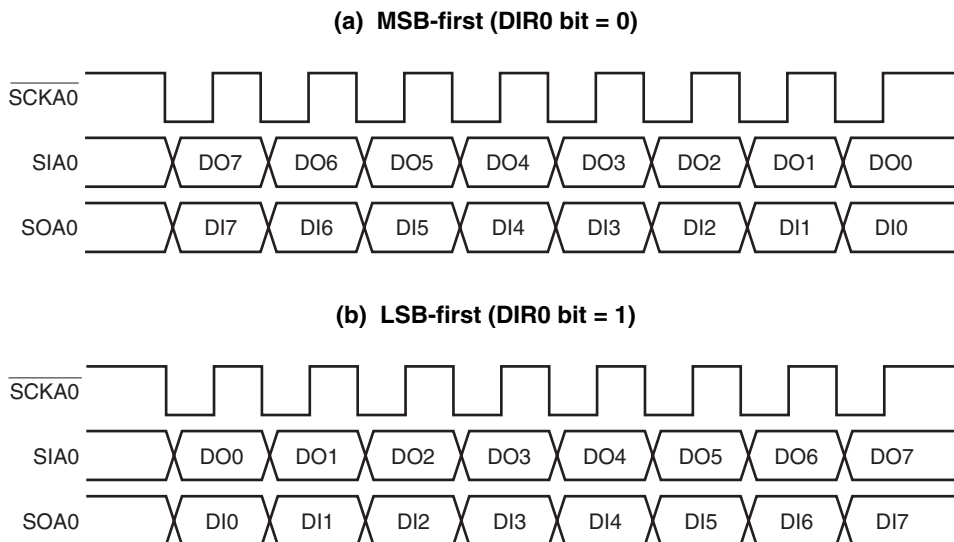 (a) MSB-first (DIR0 bit = 0)
SCKA0
SIA0 DO7 DO6 DO5 DO4 DO3 DO2 DO1 DO0
SOA0 DI7 DI6 DI5 DI4 DI3 DI2 DI1 DI0
(b) LSB-first (DIR0 bit = 1)
SCKA0
SIA0 DO0 DO1 DO2 DO3 DO4 DO5 DO6 DO7
SOA0 DI0 DI1 DI2 DI3 DI4 DI5 DI6 DI7